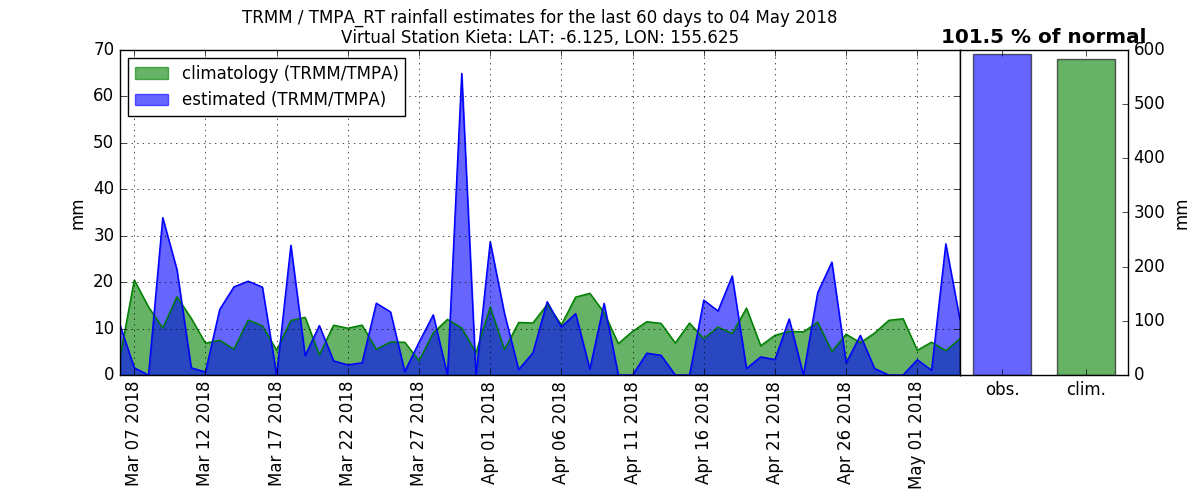 TRMM / TMPA_RT rainfall estimates for the last 60 days to 04 May 2018
Virtual Station Kieta: LAT: -6.125, LON: 155.625
101.5 % of normal
climatology (TRMM/TMPA)
estimated (TRMM/TMPA)
mm
70
60
50
40
30
20
10
0
Mar 07 2018
Mar 12 2018
Mar 17 2018
Mar 22 2018
Mar 27 2018
Apr 01 2018
Apr 06 2018
Apr 11 2018
Apr 16 2018
Apr 21 2018
Apr 26 2018
May 01 2018
obs.
clim.
600
500
400
300
200
100
0
mm